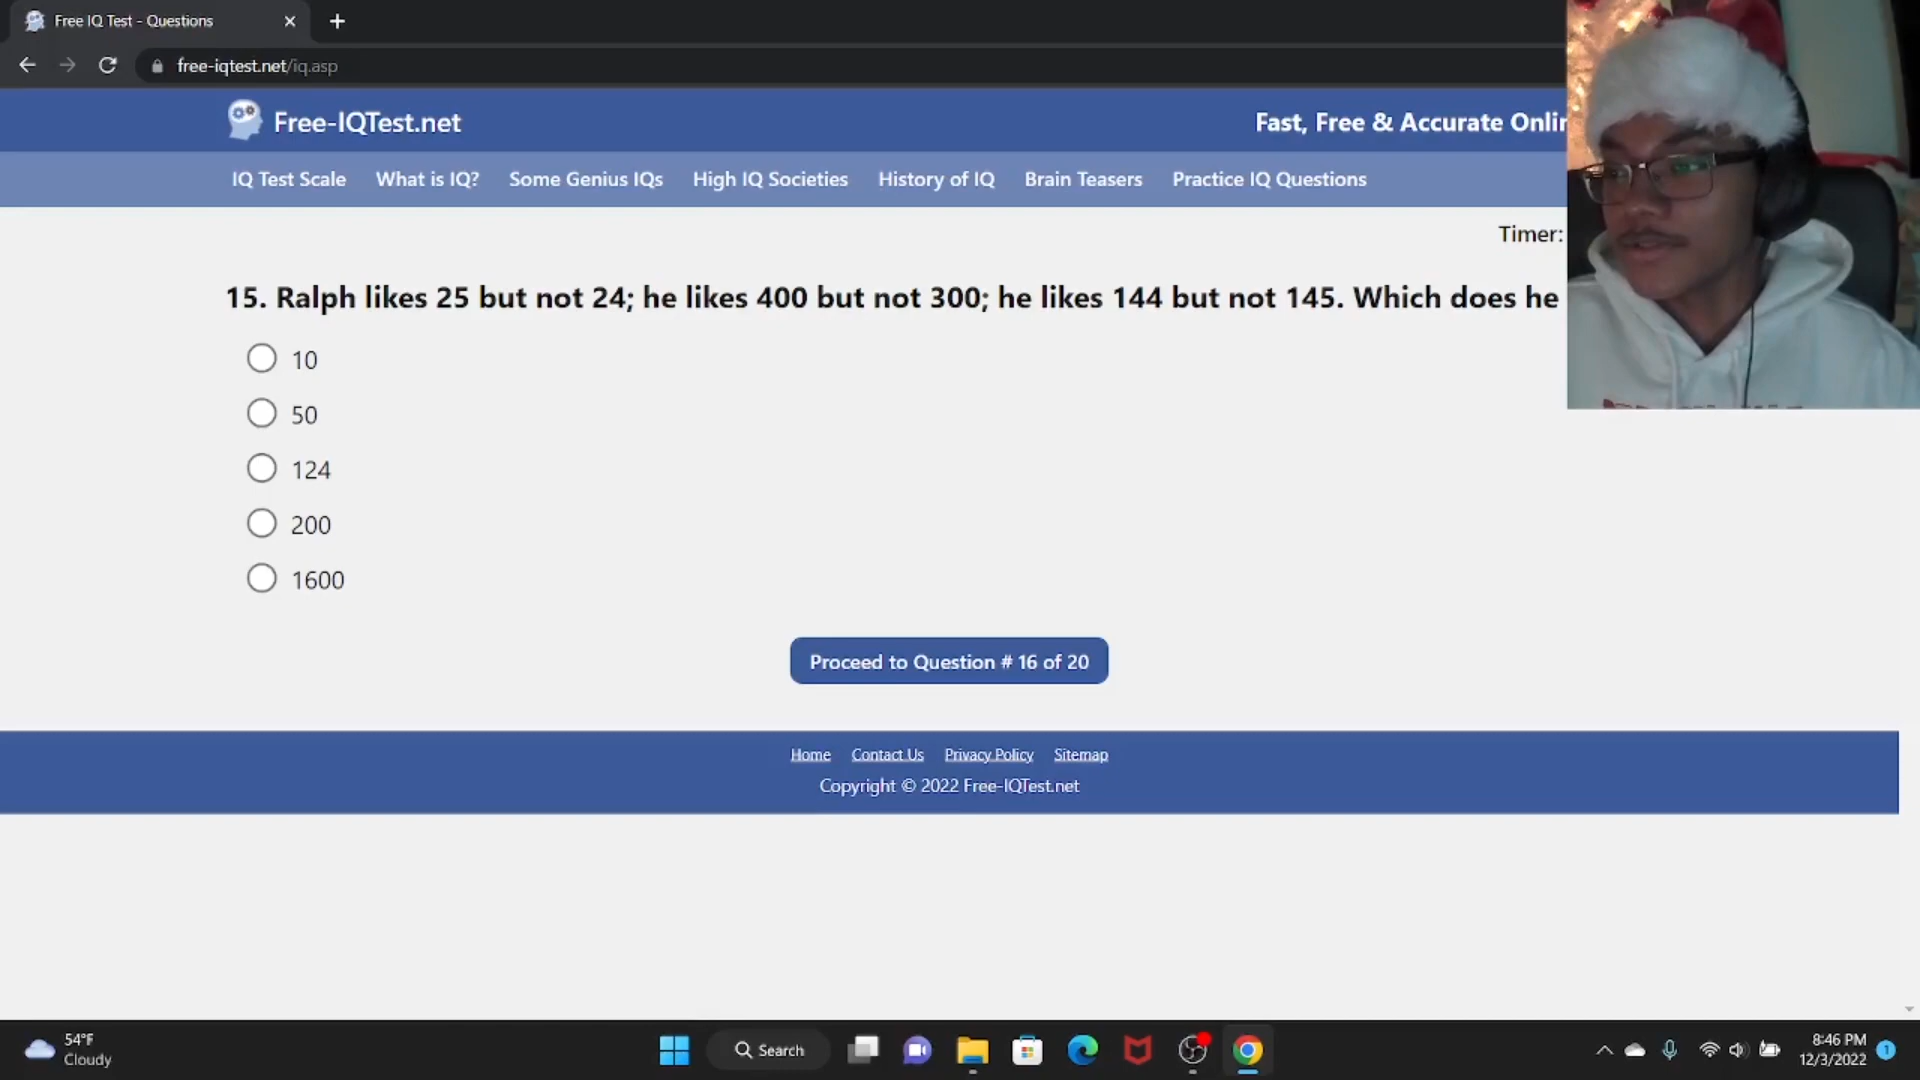 Free IQ Test - Questions
free-iqtest.net/iq.asp
Free-IQTest.net
Fast, Free & Accurate Onlin
IQ Test Scale What is IQ? Some Genius IQs High IQ Societies History of IQ Brain Teasers Practice IQ Questions
Timer:
15. Ralph likes 25 but not 24; he likes 400 but not 300; he likes 144 but not 145. Which does he
10
50
124
200
1600
Proceed to Question # 16 of 20
Home Contact Us Privacy Policy Sitemap
Copyright © 2022 Free-IQTest.net
54°F
Cloudy
Search
8:46 PM
12/3/2022
1